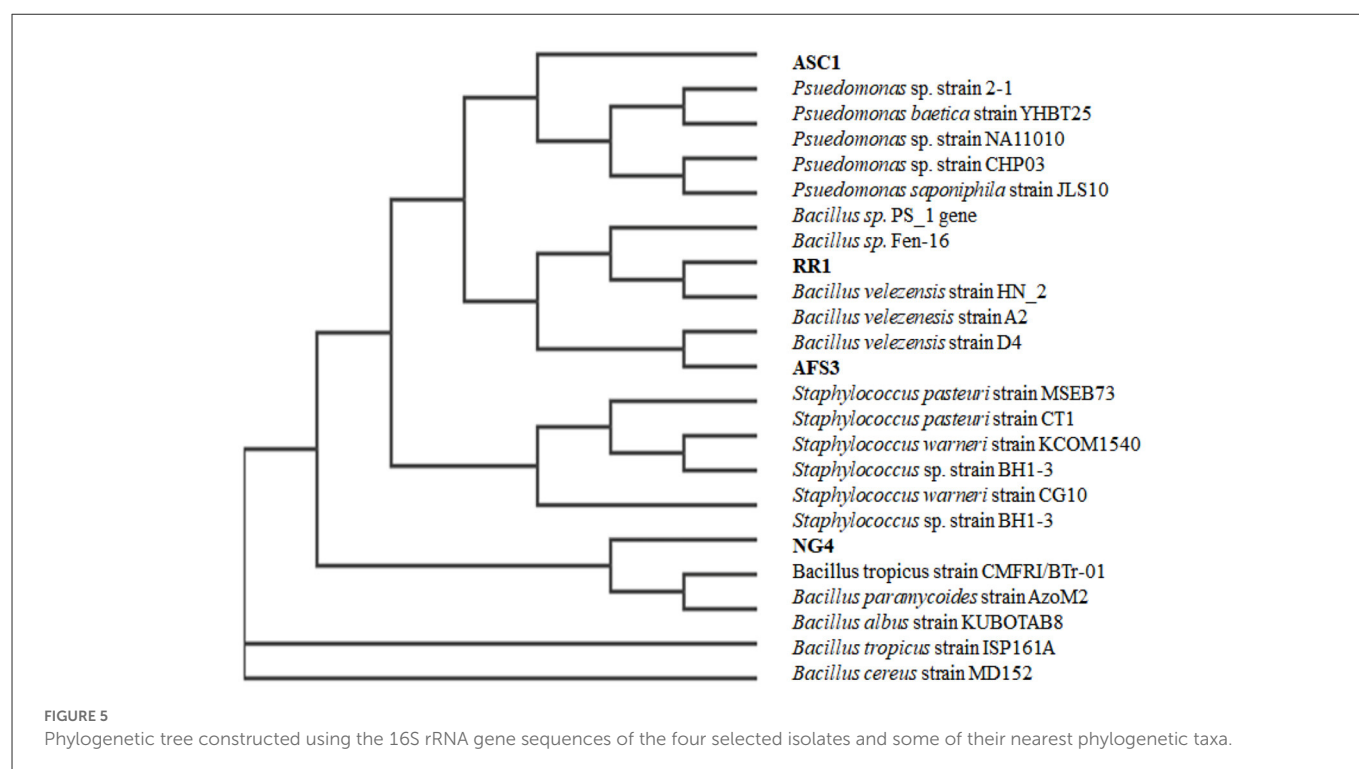 ASC1
Psuedomonas sp. strain 2-1
Psuedomonas baetica strain YHBT25
Psuedomonas sp. strain NA11010
Psuedomonas sp. strain CHP03
Psuedomonas saponiphila strain JLS10
Bacillus sp. PS_1 gene
Bacillus sp. Fen-16
RR1
Bacillus velezensis strain HN_2
Bacillus velezenesis strain A2
Bacillus velezensis strain D4
AFS3
Staphylococcus pasteuri strain MSEB73
Staphylococcus pasteuri strain CT1
Staphylococcus warneri strain KCOM1540
Staphylococcus sp. strain BH1-3
Staphylococcus warneri strain CG10
Staphylococcus sp. strain BH1-3
NG4
Bacillus tropicus strain CMFRI/BTr-01
Bacillus paramycoides strain AzoM2
Bacillus albus strain KUBOTAB8
Bacillus tropicus strain ISP161A
Bacillus cereus strain MD152
FIGURE 5
Phylogenetic tree constructed using the 16S rRNA gene sequences of the four selected isolates and some of their nearest phylogenetic taxa.